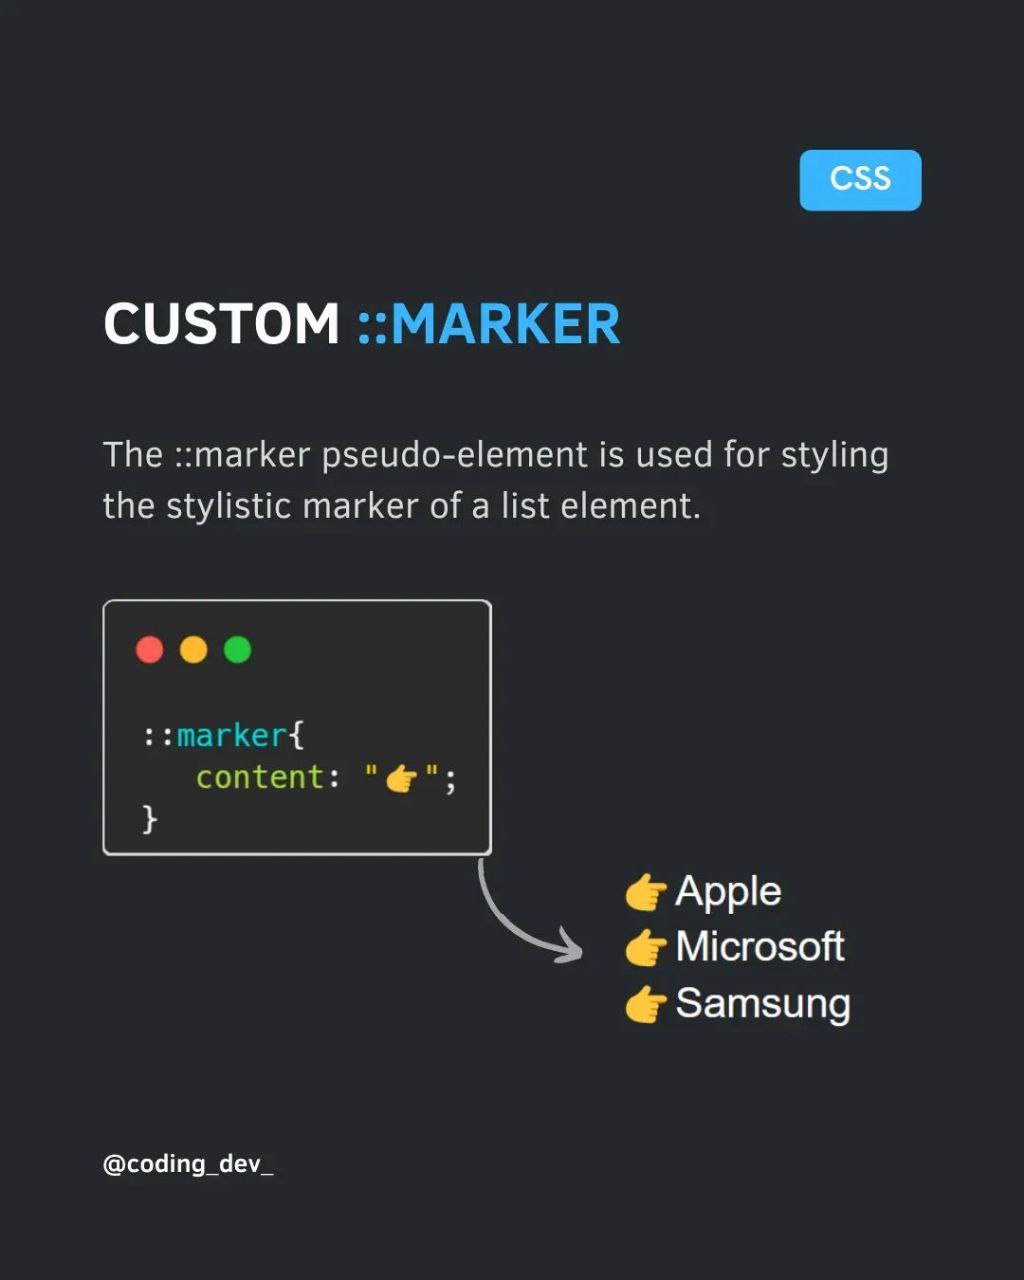 CSS
CUSTOM ::MARKER
The ::marker pseudo-element is used for styling
the stylistic marker of a list element.
::marker{
content: "👉";
}
👉 Apple
👉 Microsoft
👉 Samsung
@coding_dev_